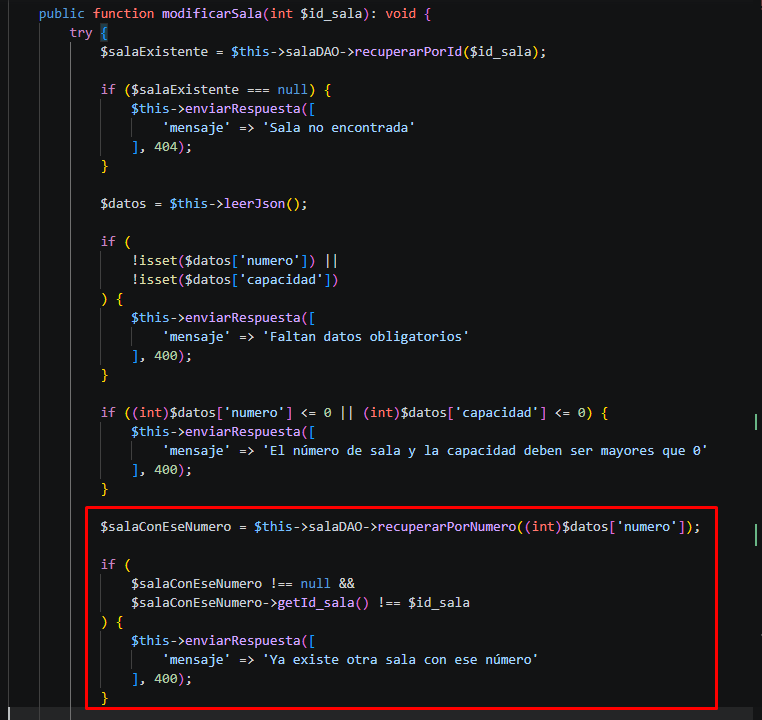 public function modificarSala(int $id_sala): void {
try {
$salaExistente = $this->salaDAO->recuperarPorId($id_sala);
if ($salaExistente === null) {
$this->enviarRespuesta([
'mensaje' => 'Sala no encontrada'
], 404);
}
$datos = $this->leerJson();
if (
!isset($datos['numero']) ||
!isset($datos['capacidad'])
) {
$this->enviarRespuesta([
'mensaje' => 'Faltan datos obligatorios'
], 400);
}
if ((int)$datos['numero'] <= 0 || (int)$datos['capacidad'] <= 0) {
$this->enviarRespuesta([
'mensaje' => 'El número de sala y la capacidad deben ser mayores que 0'
], 400);
}
$salaConEseNumero = $this->salaDAO->recuperarPorNumero((int)$datos['numero']);
if (
$salaConEseNumero !== null &&
$salaConEseNumero->getId_sala() !== $id_sala
) {
$this->enviarRespuesta([
'mensaje' => 'Ya existe otra sala con ese número'
], 400);
}